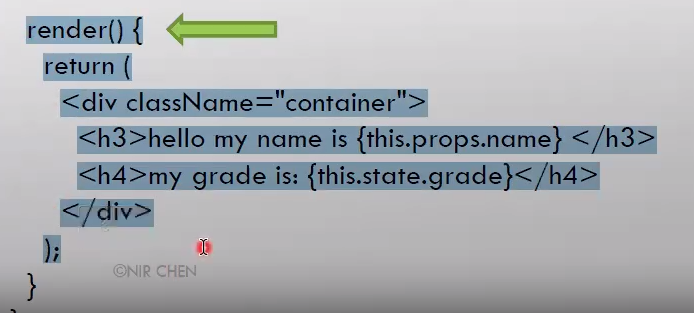 render() {
return (
<div className="container">
<h3>hello my name is {this.props.name} </h3>
<h4>my grade is: {this.state.grade}</h4>
</div>
);
©NIR CHEN
}
}